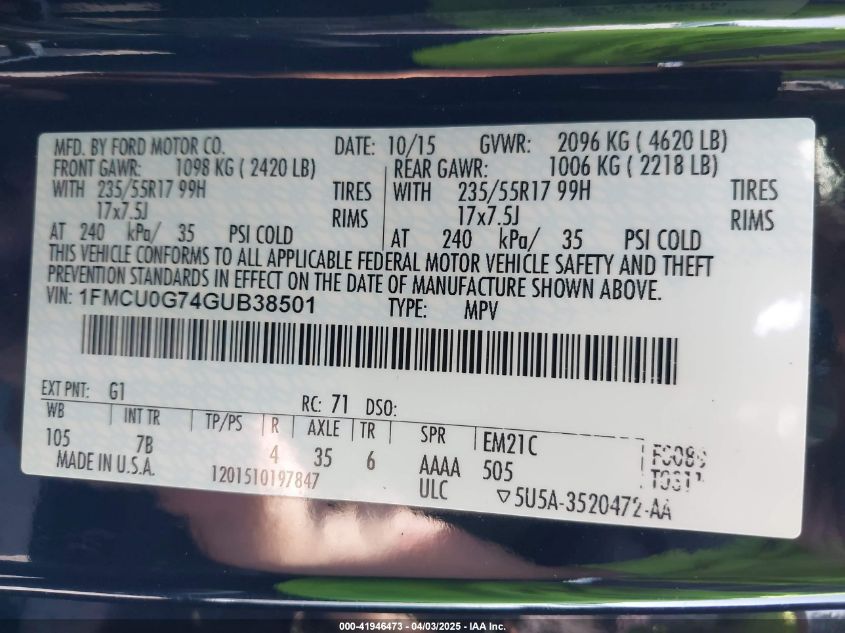 MFD. BY FORD MOTOR CO. DATE: 10/15 GVWR: 2096 KG ( 4620 LB)
FRONT GAWR: 1098 KG ( 2420 LB) REAR GAWR: 1006 KG ( 2218 LB)
WITH 235/55R17 99H TIRES WITH 235/55R17 99H TIRES
17x7.5J RIMS 17x7.5J RIMS
AT 240 kPa/ 35 PSI COLD AT 240 kPa/ 35 PSI COLD
THIS VEHICLE CONFORMS TO ALL APPLICABLE FEDERAL MOTOR VEHICLE SAFETY AND THEFT
PREVENTION STANDARDS IN EFFECT ON THE DATE OF MANUFACTURE SHOWN ABOVE.
VIN: 1FMCU0G74GUB38501 TYPE: MPV
EXT PNT: G1 RC: 71 DSO:
WB INT TR TP/PS R AXLE TR SPR EM21C
105 7B 4 35 6 AAAA 505
MADE IN U.S.A. 1201510197847 ULC ▽5U5A-3520472-AA
000-41946473 - 04/03/2025 - IAA Inc.